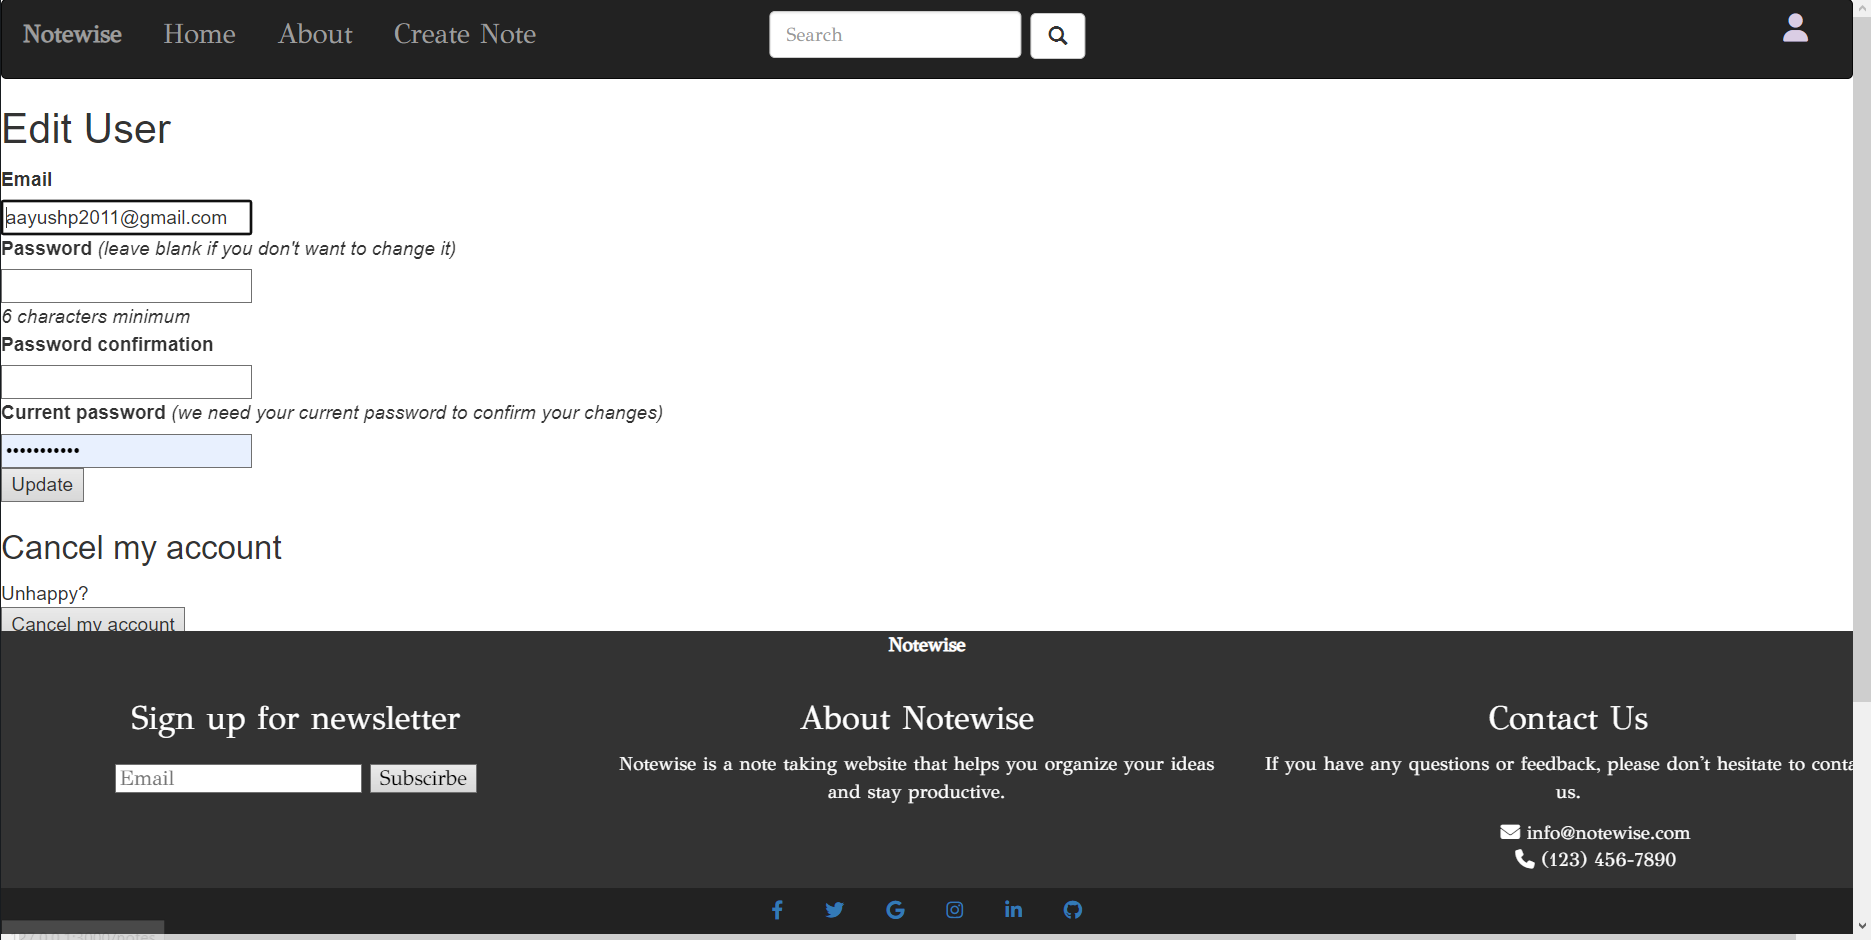 Notewise Home About Create Note Search
Edit User
Email
aayushp2011@gmail.com
Password (leave blank if you don't want to change it)
6 characters minimum
Password confirmation
Current password (we need your current password to confirm your changes)
•••••••••••
Update
Cancel my account
Unhappy?
Cancel my account
Notewise
Sign up for newsletter
Email Subscirbe
About Notewise
Notewise is a note taking website that helps you organize your ideas
and stay productive.
Contact Us
If you have any questions or feedback, please don't hesitate to conta
us.
info@notewise.com
(123) 456-7890